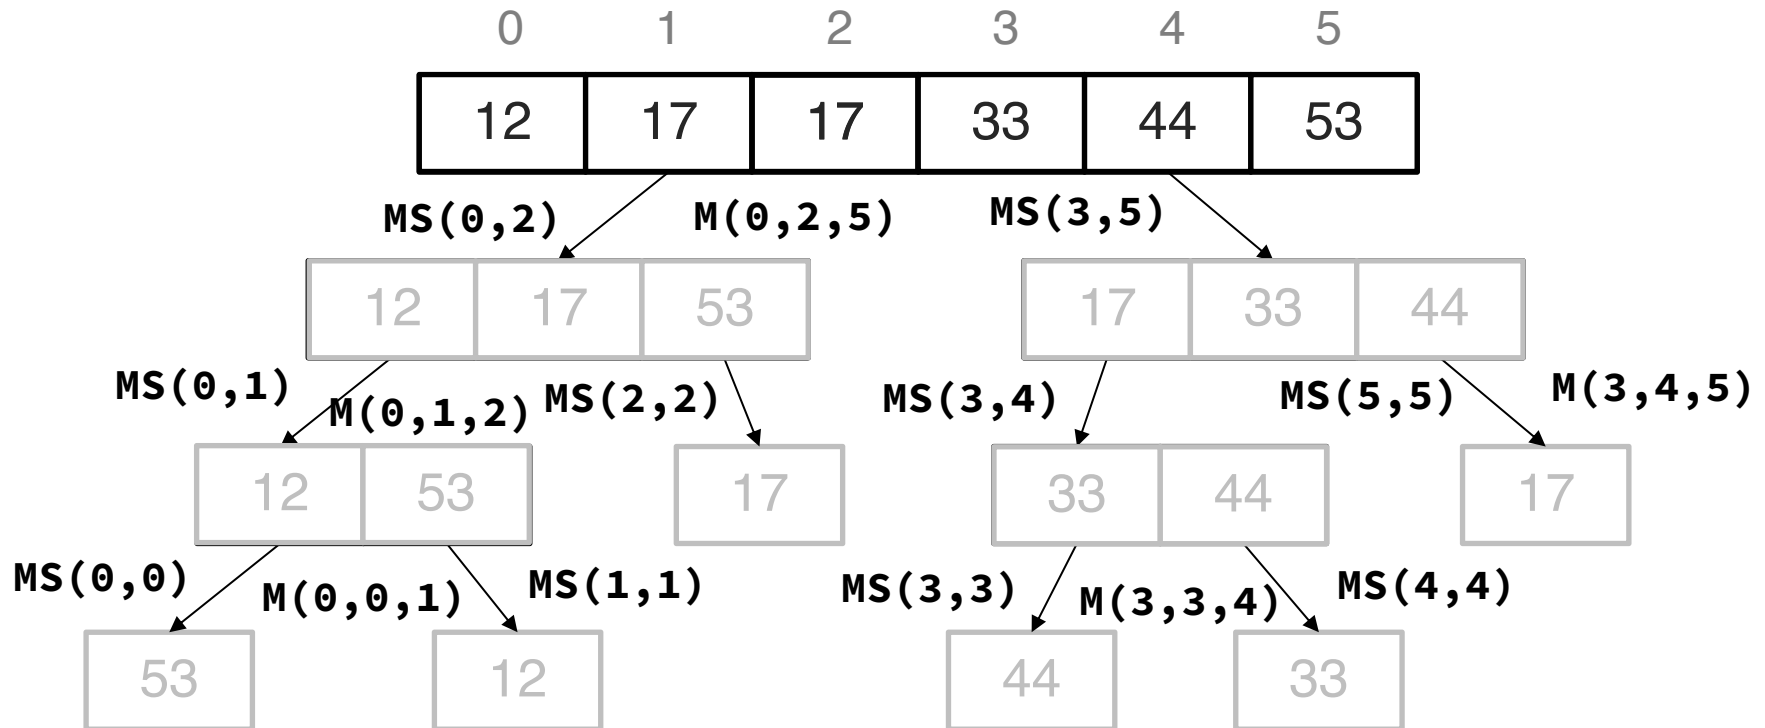 0 1 2 3 4 5
12 17 17 33 44 53
MS(0,2) M(0,2,5) MS(3,5)
12 17 53 17 33 44
MS(0,1) M(0,1,2) MS(2,2) MS(3,4) MS(5,5) M(3,4,5)
12 53 17 33 44 17
MS(0,0) M(0,0,1) MS(1,1) MS(3,3) M(3,3,4) MS(4,4)
53 12 44 33